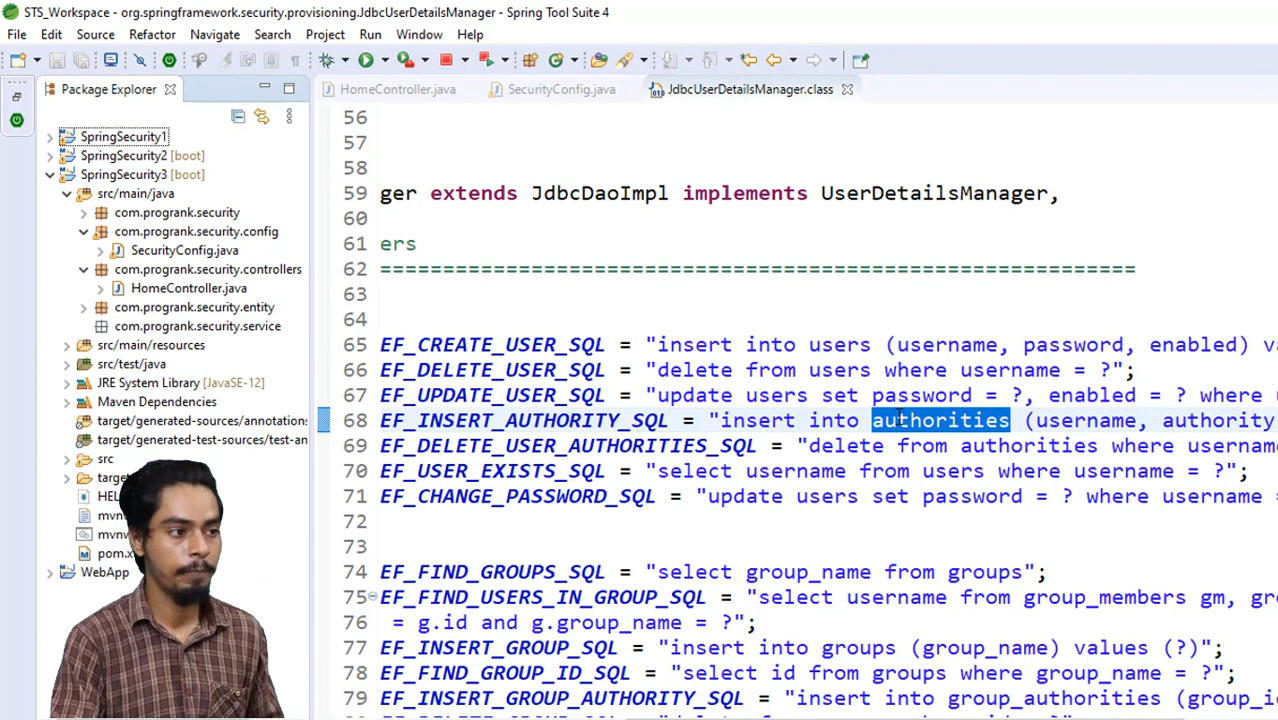 STS_Workspace - org.springframework.security.provisioning.JdbcUserDetailsManager - Spring Tool Suite 4
File Edit Source Refactor Navigate Search Project Run Window Help
Package Explorer
HomeController.java
SecurityConfig.java
JdbcUserDetailsManager.class
SpringSecurity1
SpringSecurity2 [boot]
SpringSecurity3 [boot]
src/main/java
com.progrank.security
com.progrank.security.config
SecurityConfig.java
com.progrank.security.controllers
HomeController.java
com.progrank.security.entity
com.progrank.security.service
src/main/resources
src/test/java
JRE System Library [JavaSE-12]
Maven Dependencies
target/generated-sources/annotation
target/generated-test-sources/test-an
src
targe
HEL
mvnv
mvnv
pom.x
WebApp
56
57
58
59 ger extends JdbcDaoImpl implements UserDetailsManager,
60
61 ers
62 ============================================================
63
64
65 EF_CREATE_USER_SQL = "insert into users (username, password, enabled) va
66 EF_DELETE_USER_SQL = "delete from users where username = ?";
67 EF_UPDATE_USER_SQL = "update users set password = ?, enabled = ? where u
68 EF_INSERT_AUTHORITY_SQL = "insert into authorities (username, authority
69 EF_DELETE_USER_AUTHORITIES_SQL = "delete from authorities where username
70 EF_USER_EXISTS_SQL = "select username from users where username = ?";
71 EF_CHANGE_PASSWORD_SQL = "update users set password = ? where username =
72
73
74 EF_FIND_GROUPS_SQL = "select group_name from groups";
75 EF_FIND_USERS_IN_GROUP_SQL = "select username from group_members gm, gr
76 = g.id and g.group_name = ?";
77 EF_INSERT_GROUP_SQL = "insert into groups (group_name) values (?)";
78 EF_FIND_GROUP_ID_SQL = "select id from groups where group_name = ?";
79 EF_INSERT_GROUP_AUTHORITY_SQL = "insert into group_authorities (group_id